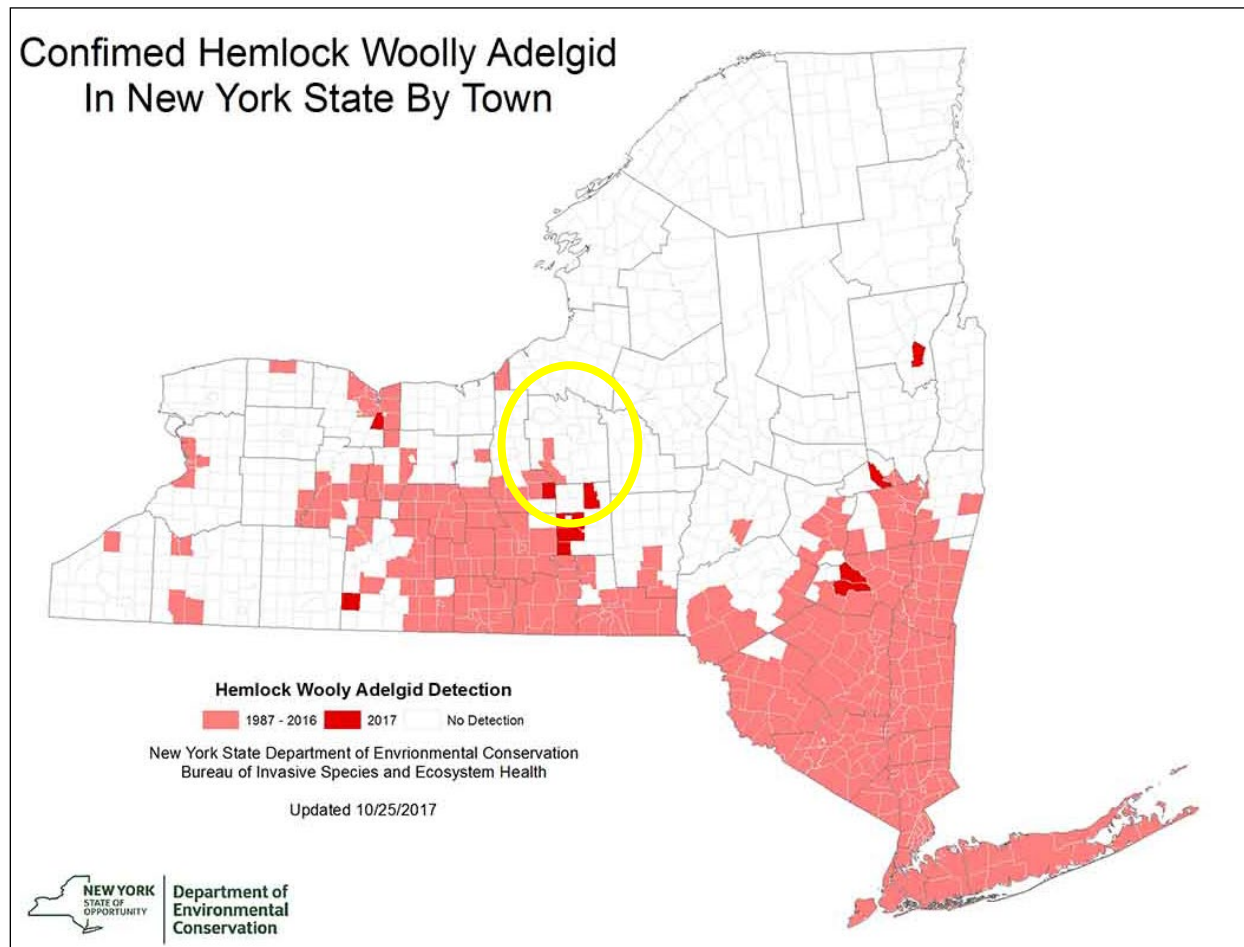 Confimed Hemlock Woolly Adelgid
In New York State By Town
Hemlock Wooly Adelgid Detection
1987 - 2016 2017 No Detection
New York State Department of Envrionmental Conservation
Bureau of Invasive Species and Ecosystem Health
Updated 10/25/2017
NEW YORK
STATE OF
OPPORTUNITY
Department of
Environmental
Conservation